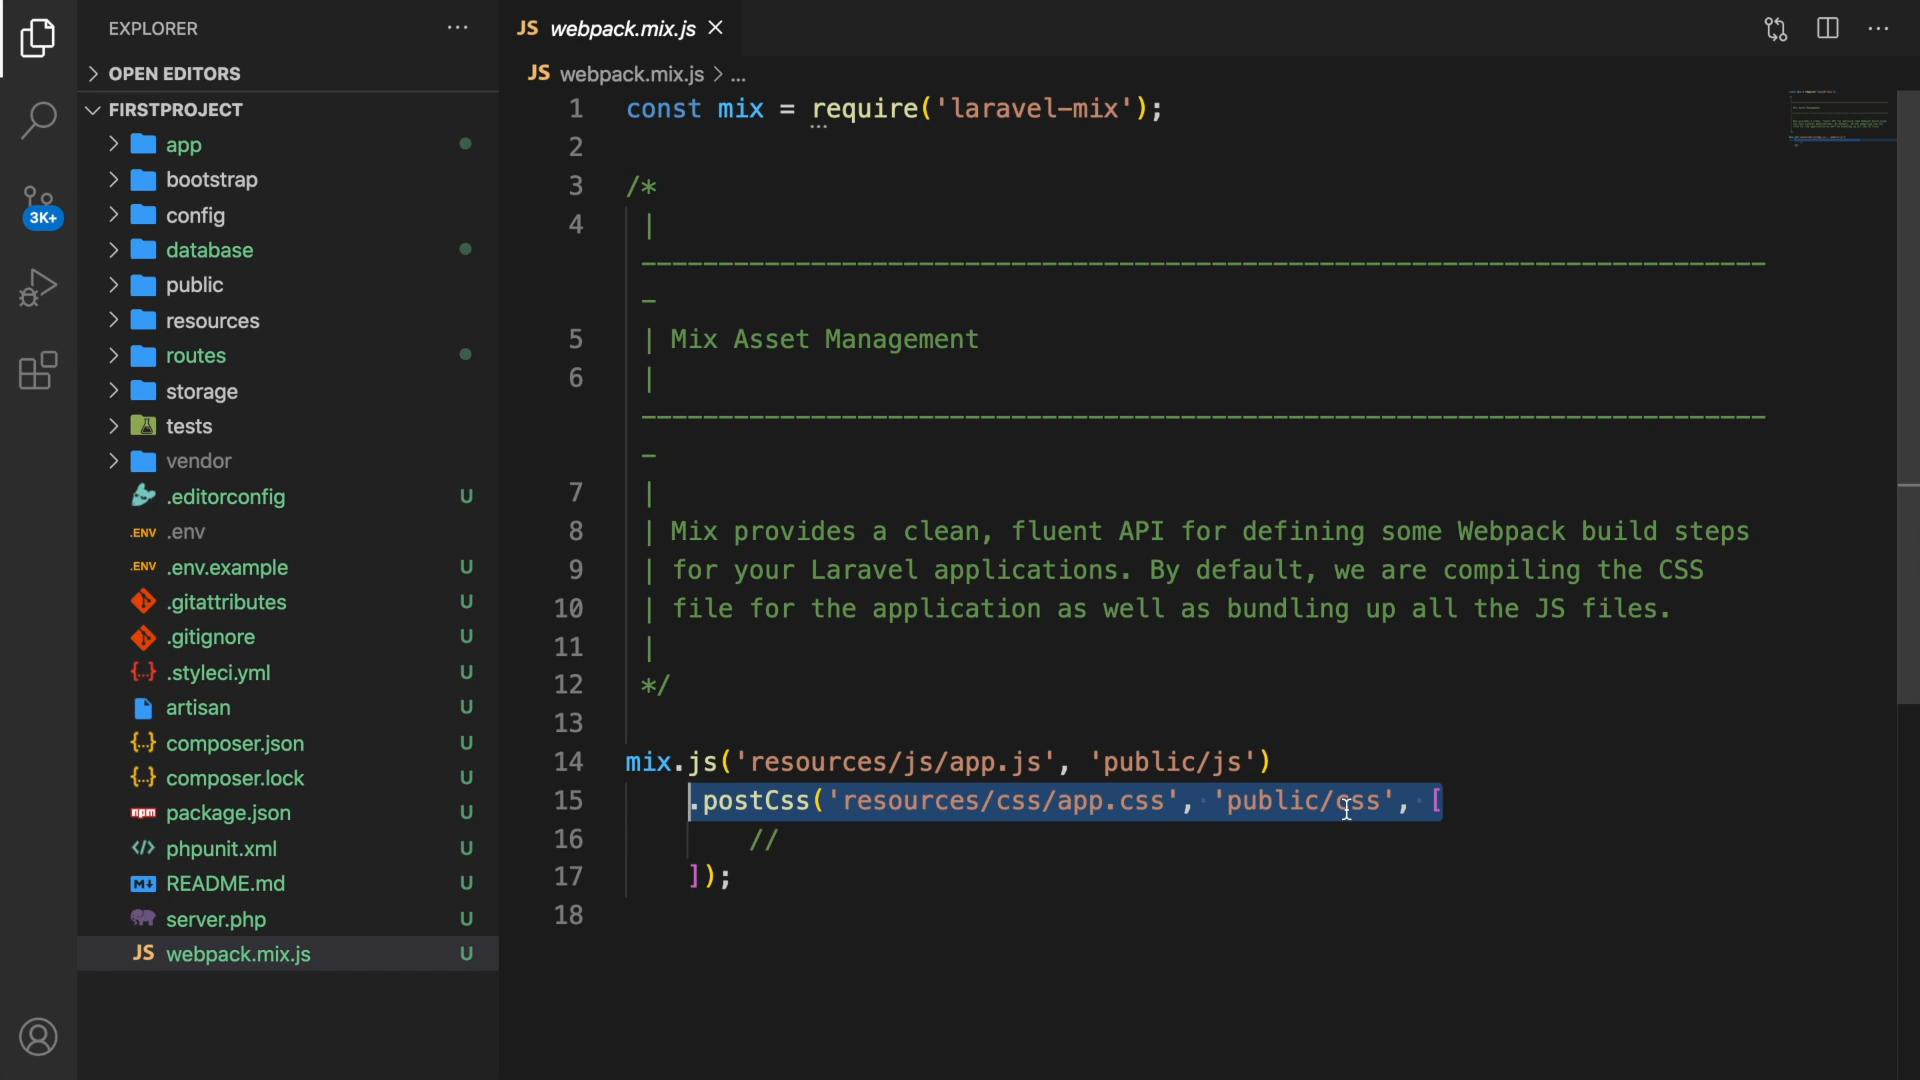 EXPLORER
OPEN EDITORS
FIRSTPROJECT
app
bootstrap
config
database
public
resources
routes
storage
tests
vendor
.editorconfig U
.ENV .env
.ENV .env.example U
.gitattributes U
.gitignore U
{..} .styleci.yml U
artisan U
{..} composer.json U
{..} composer.lock U
npm package.json U
</> phpunit.xml U
M↓ README.md U
server.php U
JS webpack.mix.js U
3K+
JS webpack.mix.js ×
JS webpack.mix.js > ...
1 const mix = require('laravel-mix');
2
3 /*
4 |
--------------------------------------------------------------------------
-
5 | Mix Asset Management
6 |
--------------------------------------------------------------------------
-
7 |
8 | Mix provides a clean, fluent API for defining some Webpack build steps
9 | for your Laravel applications. By default, we are compiling the CSS
10 | file for the application as well as bundling up all the JS files.
11 |
12 */
13
14 mix.js('resources/js/app.js', 'public/js')
15 .postCss('resources/css/app.css', 'public/css', [
16 //
17 ]);
18